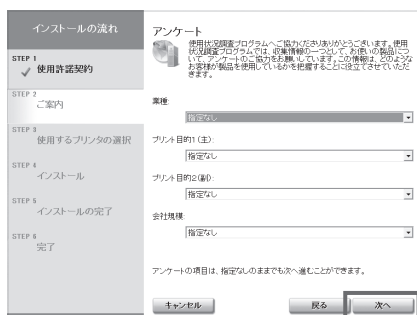 インストールの流れ
STEP 1
使用許諾契約
STEP 2
ご案内
STEP 3
使用するプリンタの選択
STEP 4
インストール
STEP 5
インストールの完了
STEP 6
完了
アンケート
使用状況調査プログラムへご協力くださりありがとうございます。使用
状況調査プログラムでは、収集情報の一つとして、お使いの製品につ
いて、アンケートのご協力をお願いしています。この情報は、どのような
お客様が製品を使用しているかを把握することに役立てさせていただ
きます。
業種:
指定なし
プリント目的1(主):
指定なし
プリント目的2(副):
指定なし
会社規模:
指定なし
アンケートの項目は、指定なしのままでも次へ進むことができます。
キャンセル
戻る
次へ